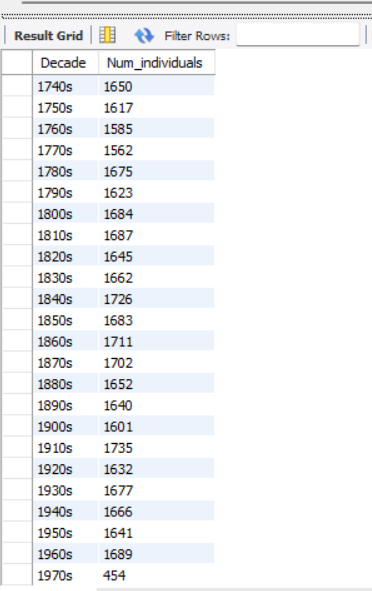 Result Grid Filter Rows:
Decade Num_individuals
1740s 1650
1750s 1617
1760s 1585
1770s 1562
1780s 1675
1790s 1623
1800s 1684
1810s 1687
1820s 1645
1830s 1662
1840s 1726
1850s 1683
1860s 1711
1870s 1702
1880s 1652
1890s 1640
1900s 1601
1910s 1735
1920s 1632
1930s 1677
1940s 1666
1950s 1641
1960s 1689
1970s 454